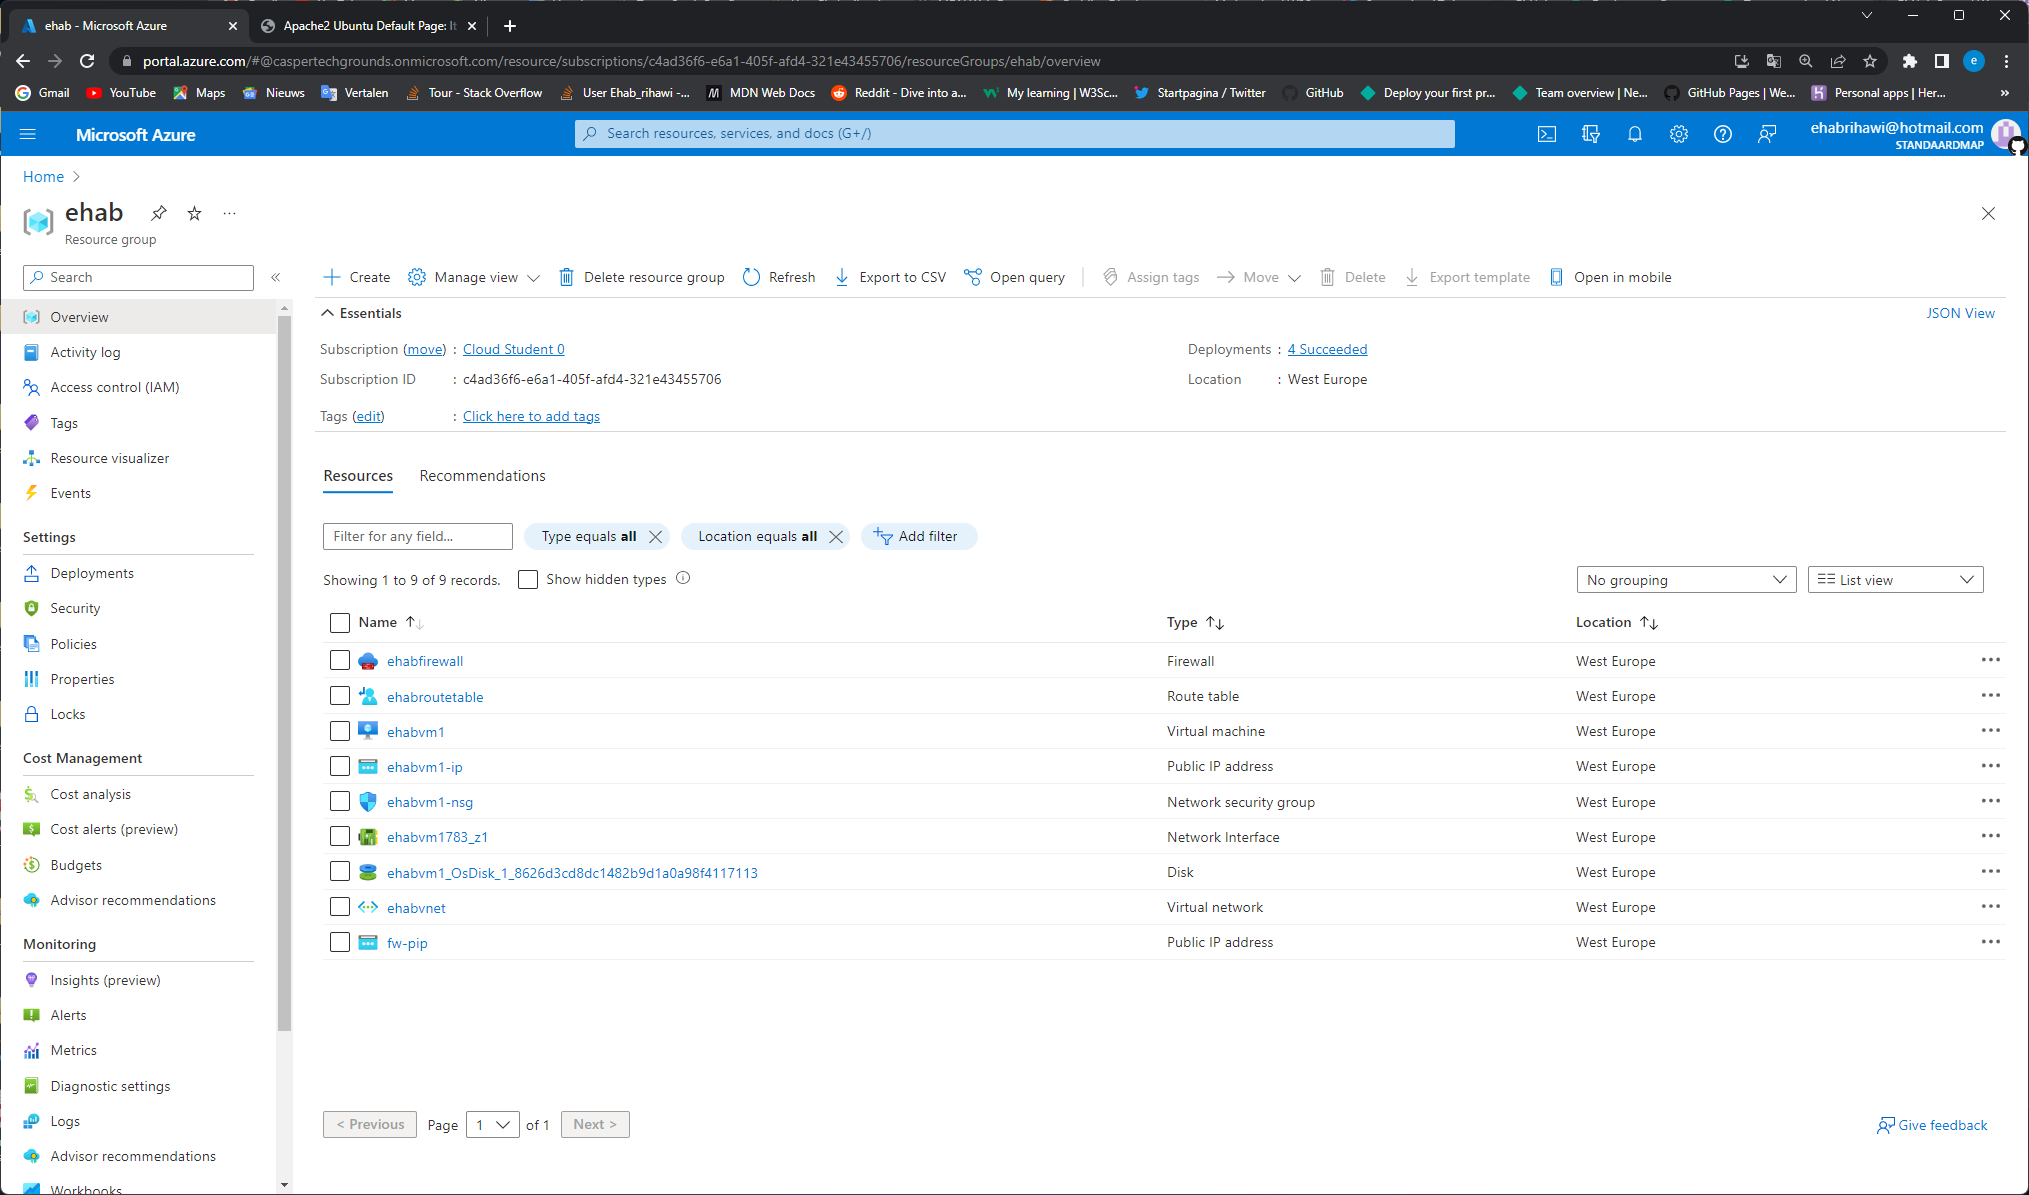 ehab - Microsoft Azure
Apache2 Ubuntu Default Page: It
portal.azure.com/#@caspertechgrounds.onmicrosoft.com/resource/subscriptions/c4ad36f6-e6a1-405f-afd4-321e43455706/resourceGroups/ehab/overview
Gmail YouTube Maps Nieuws Vertalen Tour - Stack Overflow User Ehab_rihawi -... MDN Web Docs Reddit - Dive into a... My learning | W3Sc... Startpagina / Twitter GitHub Deploy your first pr... Team overview | Ne... GitHub Pages | We... Personal apps | Her... »
Microsoft Azure
Search resources, services, and docs (G+/)
ehabrihawi@hotmail.com
STANDAARDMAP
Home >
ehab
Resource group
Search
«
Create Manage view Delete resource group Refresh Export to CSV Open query Assign tags Move Delete Export template Open in mobile
Overview
Activity log
Access control (IAM)
Tags
Resource visualizer
Events
Settings
Deployments
Security
Policies
Properties
Locks
Cost Management
Cost analysis
Cost alerts (preview)
Budgets
Advisor recommendations
Monitoring
Insights (preview)
Alerts
Metrics
Diagnostic settings
Logs
Advisor recommendations
Workbooks
Essentials
JSON View
Subscription (move) : Cloud Student 0
Deployments : 4 Succeeded
Subscription ID : c4ad36f6-e6a1-405f-afd4-321e43455706
Location : West Europe
Tags (edit) : Click here to add tags
Resources Recommendations
Filter for any field... Type equals all Location equals all Add filter
Showing 1 to 9 of 9 records. Show hidden types
No grouping List view
Name Type Location
ehabfirewall Firewall West Europe
ehabroutetable Route table West Europe
ehabvm1 Virtual machine West Europe
ehabvm1-ip Public IP address West Europe
ehabvm1-nsg Network security group West Europe
ehabvm1783_z1 Network Interface West Europe
ehabvm1_OsDisk_1_8626d3cd8dc1482b9d1a0a98f4117113 Disk West Europe
ehabvnet Virtual network West Europe
fw-pip Public IP address West Europe
< Previous Page 1 of 1 Next >
Give feedback